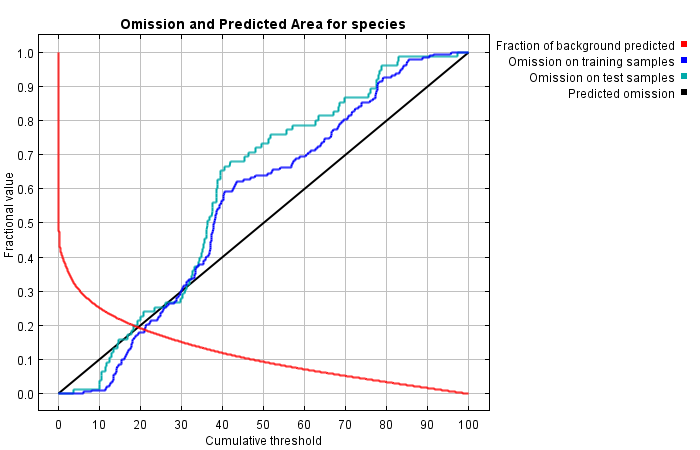 Omission and Predicted Area for species
1.0
0.9
0.8
0.7
0.6
0.5
0.4
0.3
0.2
0.1
0.0
Fractional value
0 10 20 30 40 50 60 70 80 90 100
Cumulative threshold
Fraction of background predicted
Omission on training samples
Omission on test samples
Predicted omission